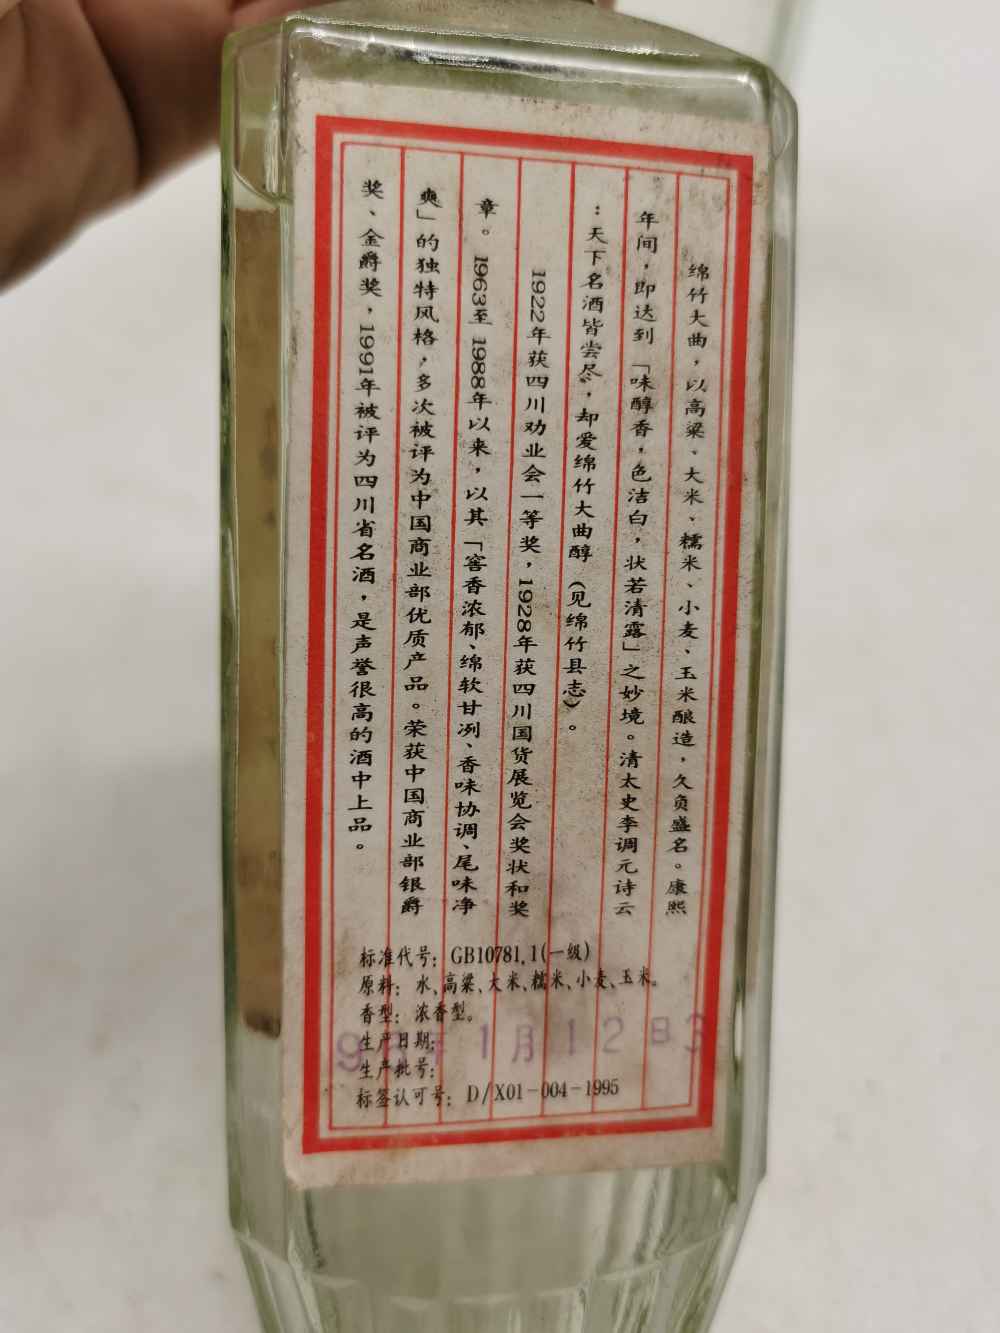 绵竹大曲，以高粱、大米、糯米、小麦、玉米酿造，久负盛名。康熙
年间，即达到「味醇香，色洁白，状若清露」之妙境。清太史李调元诗云
：天下名酒皆尝尽，却爱绵竹大曲醇（见绵竹县志）。
1922年获四川劝业会一等奖，1928年获四川国货展览会奖状和奖
章。1963至1988年以来，以其「窖香浓郁、绵软甘冽、香味协调、尾味净
爽」的独特风格，多次被评为中国商业部优质产品。荣获中国商业部银爵
奖、金爵奖，1991年被评为四川省名酒，是声誉很高的酒中上品。
标准代号：GB10781.1(一级)
原料：水、高粱、大米、糯米、小麦、玉米。
香型：浓香型。
生产日期：
年1月12日3
生产批号：
标签认可号：D/X01-004-1995